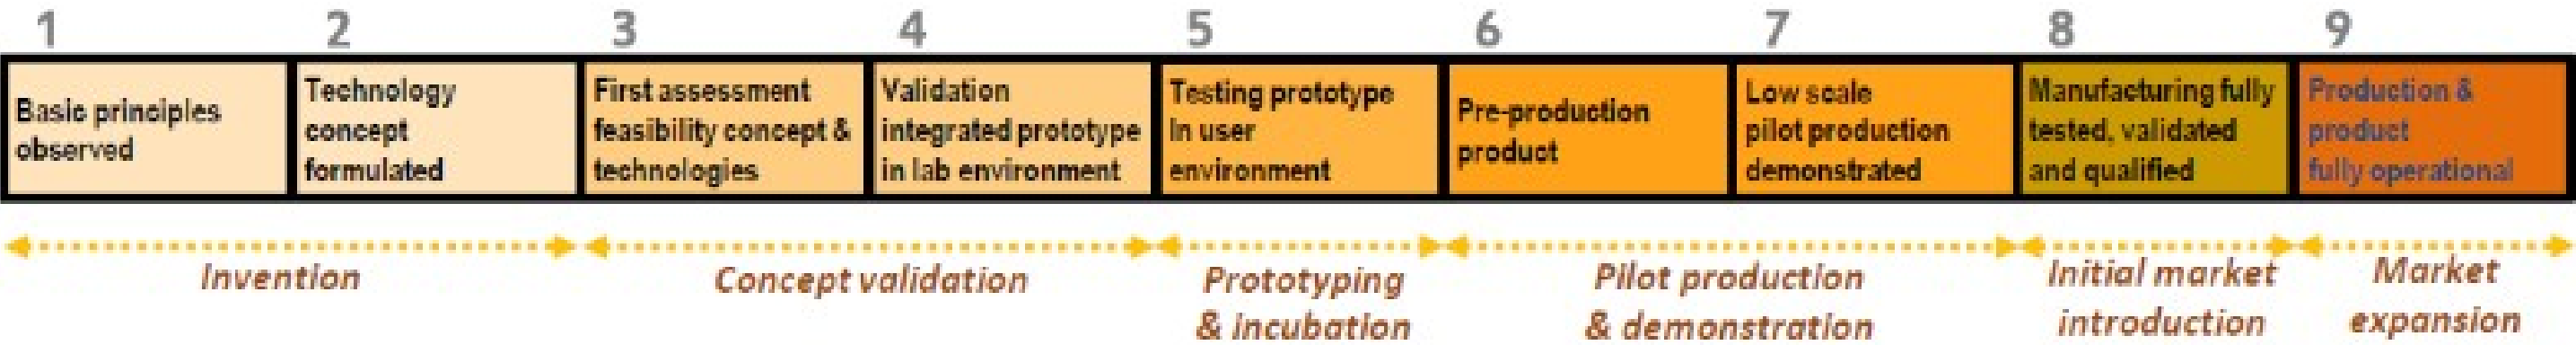 1 2 3 4 5 6 7 8 9
Basic principles
observed
Technology
concept
formulated
First assessment
feasibility concept &
technologies
Validation
integrated prototype
in lab environment
Testing prototype
In user
environment
Pre-production
product
Low scale
pilot production
demonstrated
Manufacturing fully
tested, validated
and qualified
Production &
product
fully operational
Invention
Concept validation
Prototyping
& incubation
Pilot production
& demonstration
Initial market
introduction
Market
expansion